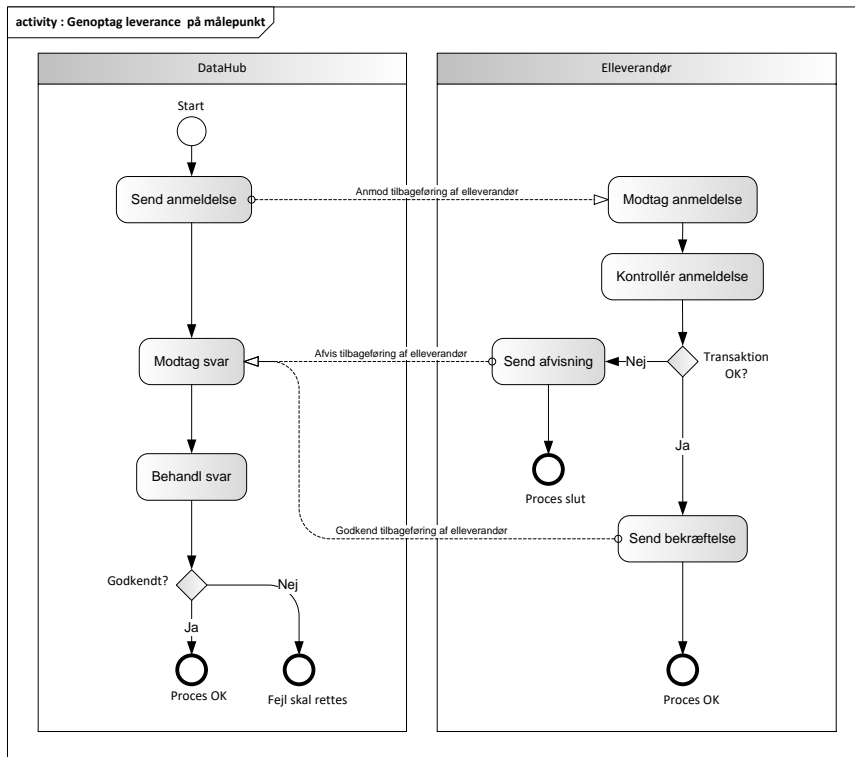 activity : Genoptag leverance  på målepunkt
DataHub
Elleverandør
Start
Send anmeldelse
Anmod tilbageføring af elleverandør
Modtag anmeldelse
Kontrollér anmeldelse
Modtag svar
Afvis tilbageføring af elleverandør
Send afvisning
Nej
Transaktion
OK?
Ja
Behandl svar
Proces slut
Godkend tilbageføring af elleverandør
Send bekræftelse
Godkendt?
Nej
Ja
Proces OK
Fejl skal rettes
Proces OK